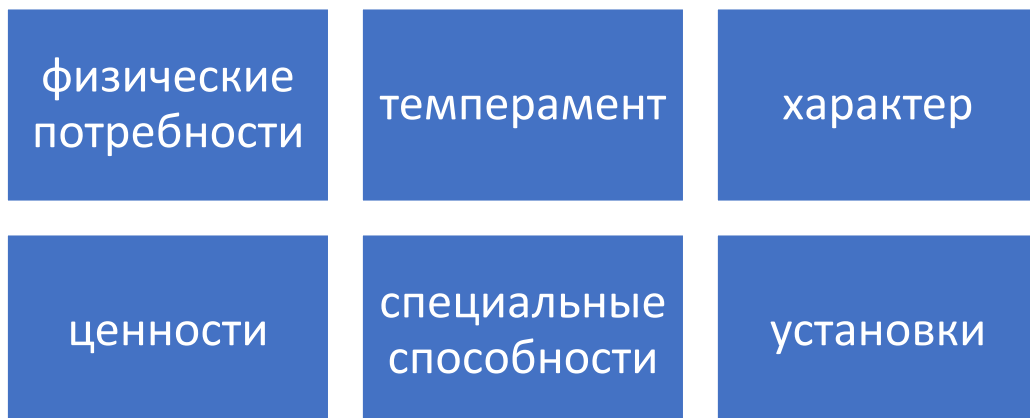 физические
потребности
темперамент
характер
ценности
специальные
способности
установки